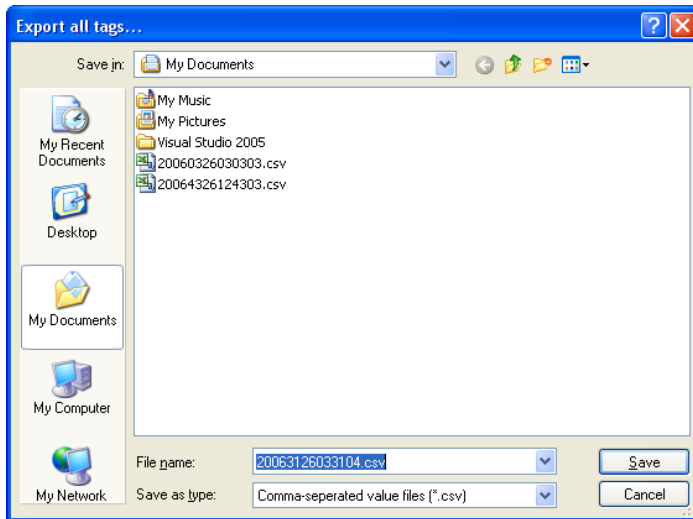 Export all tags...
Save in: My Documents
My Recent Documents
Desktop
My Documents
My Computer
My Network
My Music
My Pictures
Visual Studio 2005
20060326030303.csv
20064326124303.csv
File name: 20063126033104.csv Save
Save as type: Comma-seperated value files (*.csv) Cancel